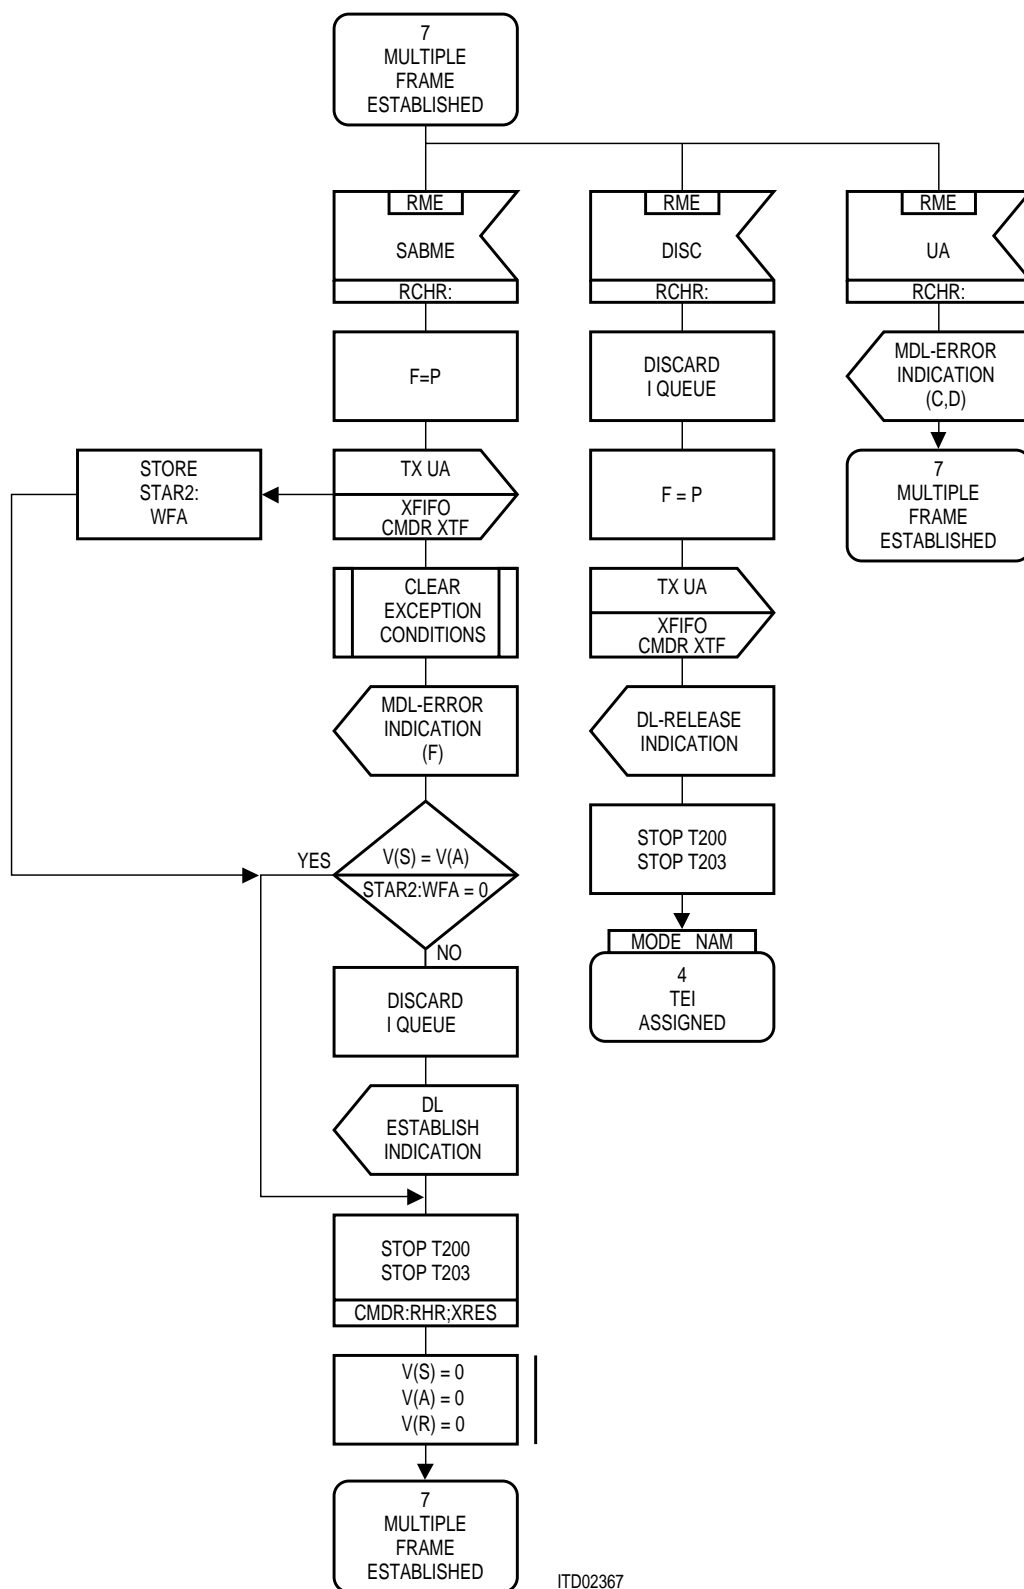 7
MULTIPLE
FRAME
ESTABLISHED
RME
SABME
RCHR:
RME
DISC
RCHR:
RME
UA
RCHR:
F=P
DISCARD
I QUEUE
MDL-ERROR
INDICATION
(C,D)
STORE
STAR2:
WFA
TX UA
XFIFO
CMDR XTF
F = P
7
MULTIPLE
FRAME
ESTABLISHED
CLEAR
EXCEPTION
CONDITIONS
TX UA
XFIFO
CMDR XTF
MDL-ERROR
INDICATION
(F)
DL-RELEASE
INDICATION
YES
V(S) = V(A)
STAR2:WFA = 0
NO
STOP T200
STOP T203
MODE NAM
4
TEI
ASSIGNED
DISCARD
I QUEUE
DL
ESTABLISH
INDICATION
STOP T200
STOP T203
CMDR:RHR;XRES
V(S) = 0
V(A) = 0
V(R) = 0
7
MULTIPLE
FRAME
ESTABLISHED
ITD02367